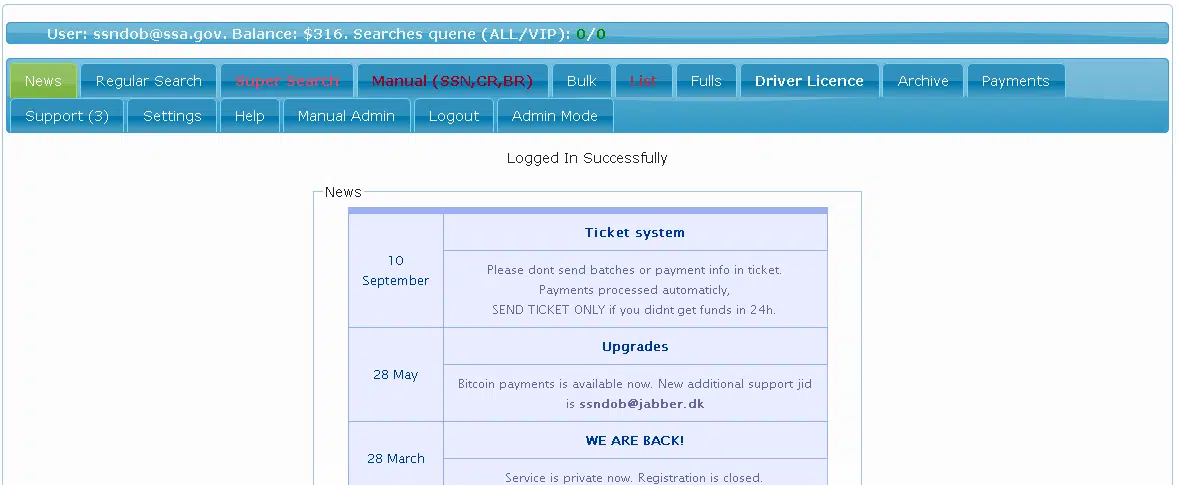 User: ssndob@ssa.gov. Balance: $316. Searches quene (ALL/VIP): 0/0
News Regular Search Super Search Manual (SSN,CR,BR) Bulk List Fulls Driver Licence Archive Payments
Support (3) Settings Help Manual Admin Logout Admin Mode
Logged In Successfully
News
Ticket system
10
September
Please dont send batches or payment info in ticket.
Payments processed automaticly,
SEND TICKET ONLY if you didnt get funds in 24h.
Upgrades
28 May
Bitcoin payments is available now. New additional support jid
is ssndob@jabber.dk
WE ARE BACK!
28 March
Service is private now. Registration is closed.